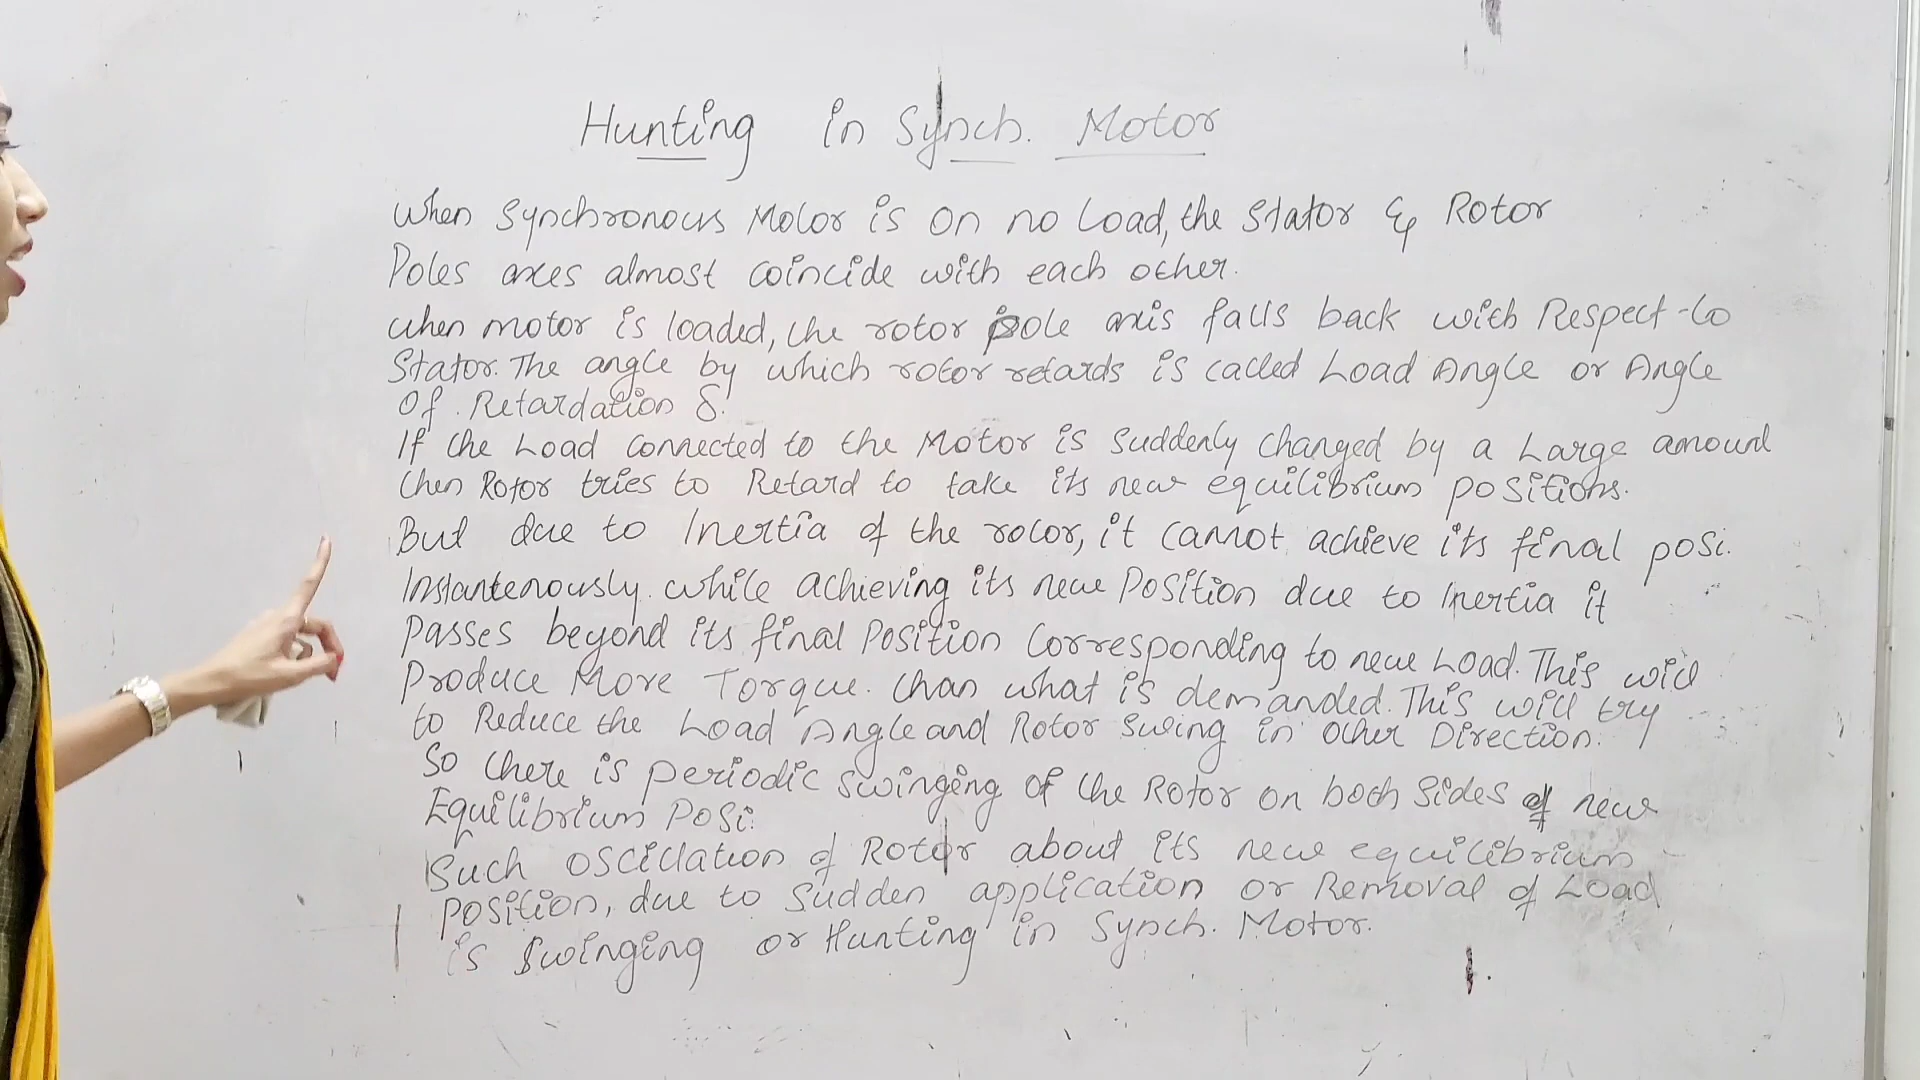 Hunting in Synch. Motor
When Synchronous Motor is on no Load, the Stator & Rotor
Poles axes almost coincide with each other.
when motor is loaded, the rotor pole axis falls back with Respect-to
Stator. The angle by which rotor retards is called Load Angle or Angle
Of. Retardation δ.
If the Load connected to the Motor is Suddenly changed by a Large amount
then Rotor tries to Retard to take its new equilibrium positions.
But due to Inertia of the rotor, it cannot achieve its final posi.
Instantenously. while achieving its new Position due to Inertia it
Passes beyond its final Position Corresponding to new Load. This will
Produce More Torque. than what is demanded. This will try
to Reduce the Load Angle and Rotor Swing in Other Direction.
So there is periodic Swinging of the Rotor on both Sides of new
Equilibrium Posi.
Such oscillation of Rotor about its new equilibrium
Position, due to Sudden application or Removal of Load
is Swinging or Hunting in Synch. Motor.